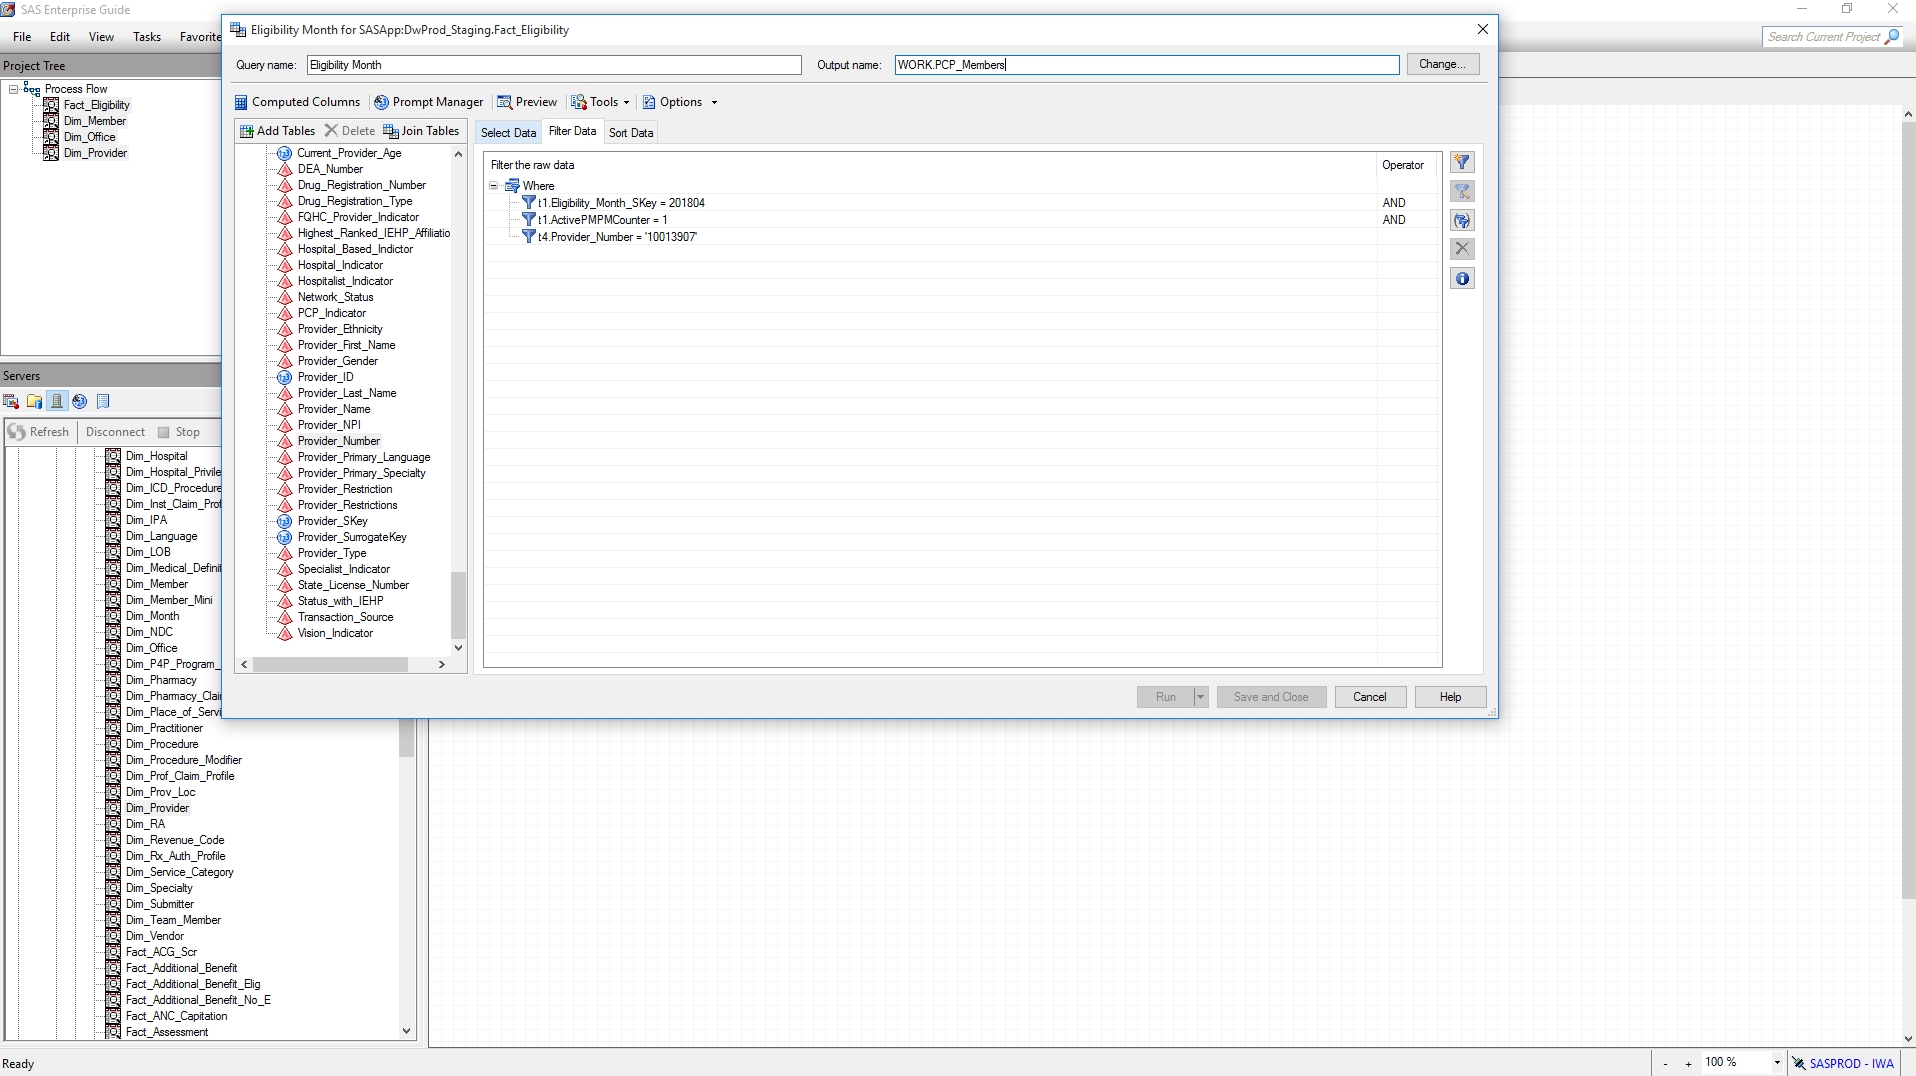 SAS Enterprise Guide
File Edit View Tasks Favorite
Search Current Project
Project Tree
Process Flow
Fact_Eligibility
Dim_Member
Dim_Office
Dim_Provider
Servers
Refresh Disconnect Stop
Dim_Hospital
Dim_Hospital_Privile
Dim_ICD_Procedure
Dim_Inst_Claim_Prof
Dim_IPA
Dim_Language
Dim_LOB
Dim_Medical_Definit
Dim_Member
Dim_Member_Mini
Dim_Month
Dim_NDC
Dim_Office
Dim_P4P_Program_
Dim_Pharmacy
Dim_Pharmacy_Clai
Dim_Place_of_Servi
Dim_Practitioner
Dim_Procedure
Dim_Procedure_Modifier
Dim_Prof_Claim_Profile
Dim_Prov_Loc
Dim_Provider
Dim_RA
Dim_Revenue_Code
Dim_Rx_Auth_Profile
Dim_Service_Category
Dim_Specialty
Dim_Submitter
Dim_Team_Member
Dim_Vendor
Fact_ACG_Scr
Fact_Additional_Benefit
Fact_Additional_Benefit_Elig
Fact_Additional_Benefit_No_E
Fact_ANC_Capitation
Fact_Assessment
Eligibility Month for SASApp:DwProd_Staging.Fact_Eligibility
Query name: Eligibility Month Output name: WORK.PCP_Members Change...
Computed Columns Prompt Manager Preview Tools Options
Add Tables Delete Join Tables
Current_Provider_Age
DEA_Number
Drug_Registration_Number
Drug_Registration_Type
FQHC_Provider_Indicator
Highest_Ranked_IEHP_Affiliatio
Hospital_Based_Indictor
Hospital_Indicator
Hospitalist_Indicator
Network_Status
PCP_Indicator
Provider_Ethnicity
Provider_First_Name
Provider_Gender
Provider_ID
Provider_Last_Name
Provider_Name
Provider_NPI
Provider_Number
Provider_Primary_Language
Provider_Primary_Specialty
Provider_Restriction
Provider_Restrictions
Provider_SKey
Provider_SurrogateKey
Provider_Type
Specialist_Indicator
State_License_Number
Status_with_IEHP
Transaction_Source
Vision_Indicator
Select Data Filter Data Sort Data
Filter the raw data Operator
Where
t1.Eligibility_Month_SKey = 201804 AND
t1.ActivePMPMCounter = 1 AND
t4.Provider_Number = '10013907'
Run Save and Close Cancel Help
Ready
- + 100 % SASPROD - IWA